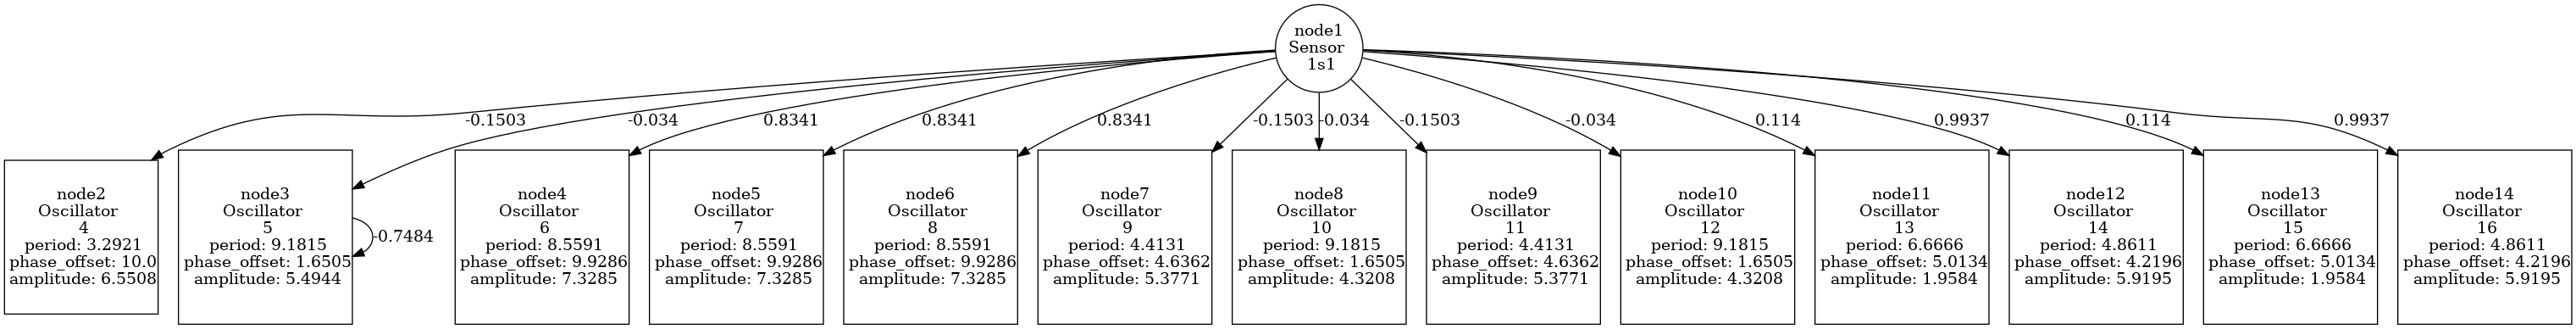 node1
Sensor
1s1
-0.1503
-0.034
0.8341
0.8341
0.8341
-0.1503
-0.034
-0.1503
-0.034
0.114
0.9937
0.114
0.9937
node2
Oscillator
4
period: 3.2921
phase_offset: 10.0
amplitude: 6.5508
node3
Oscillator
5
period: 9.1815
phase_offset: 1.6505
amplitude: 5.4944
-0.7484
node4
Oscillator
6
period: 8.5591
phase_offset: 9.9286
amplitude: 7.3285
node5
Oscillator
7
period: 8.5591
phase_offset: 9.9286
amplitude: 7.3285
node6
Oscillator
8
period: 8.5591
phase_offset: 9.9286
amplitude: 7.3285
node7
Oscillator
9
period: 4.4131
phase_offset: 4.6362
amplitude: 5.3771
node8
Oscillator
10
period: 9.1815
phase_offset: 1.6505
amplitude: 4.3208
node9
Oscillator
11
period: 4.4131
phase_offset: 4.6362
amplitude: 5.3771
node10
Oscillator
12
period: 9.1815
phase_offset: 1.6505
amplitude: 4.3208
node11
Oscillator
13
period: 6.6666
phase_offset: 5.0134
amplitude: 1.9584
node12
Oscillator
14
period: 4.8611
phase_offset: 4.2196
amplitude: 5.9195
node13
Oscillator
15
period: 6.6666
phase_offset: 5.0134
amplitude: 1.9584
node14
Oscillator
16
period: 4.8611
phase_offset: 4.2196
amplitude: 5.9195